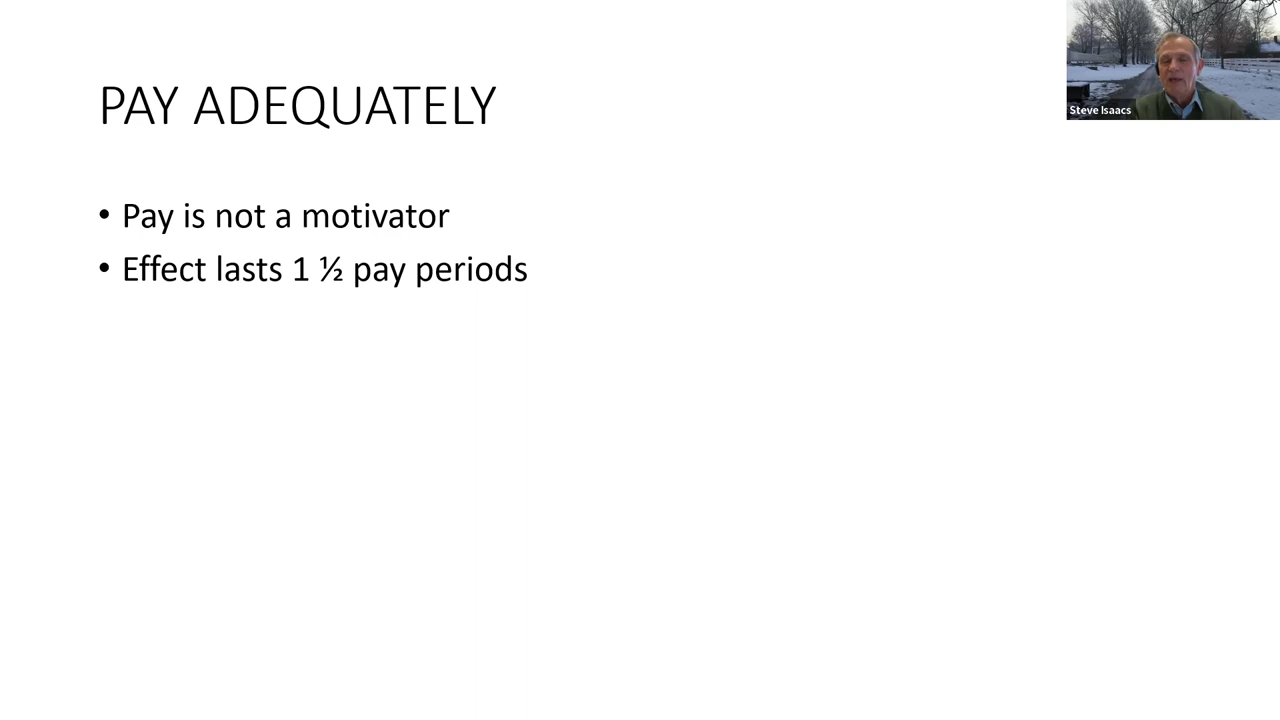 PAY ADEQUATELY
Steve Isaacs
• Pay is not a motivator
• Effect lasts 1 ½ pay periods